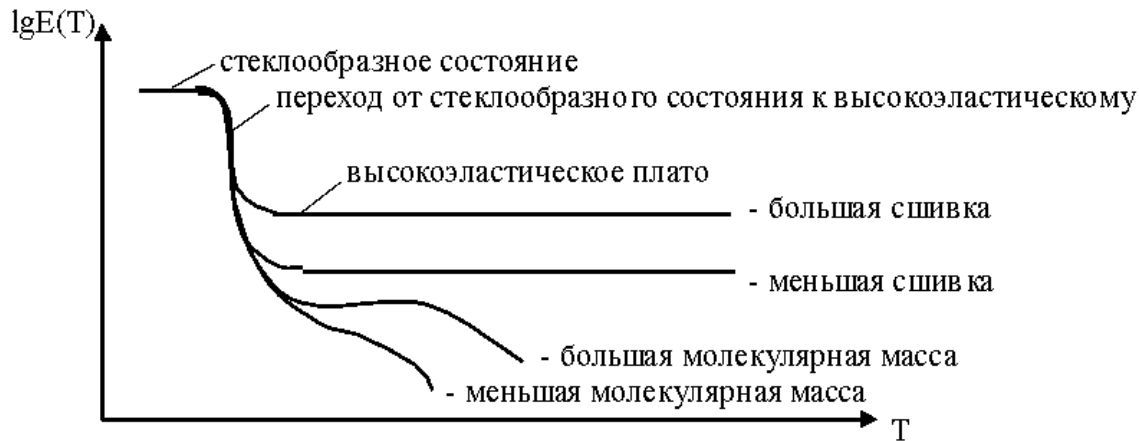 lgE(T)
стеклообразное состояние
переход от стеклообразного состояния к высокоэластическому
высокоэластическое плато
- большая сшивка
- меньшая сшивка
- большая молекулярная масса
- меньшая молекулярная масса
T